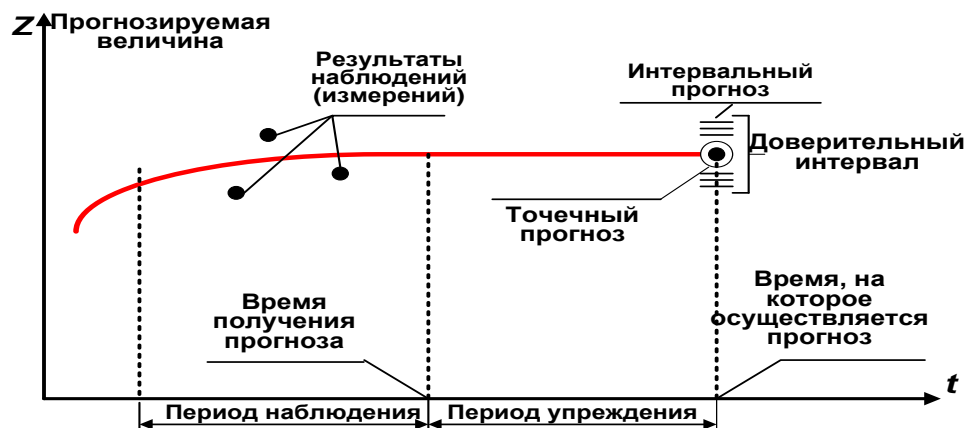 Z
Прогнозируемая
величина
Результаты
наблюдений
(измерений)
Интервальный
прогноз
Доверительный
интервал
Точечный
прогноз
Время
получения
прогноза
Время, на
которое
осуществляется
прогноз
t
Период наблюдения
Период упреждения